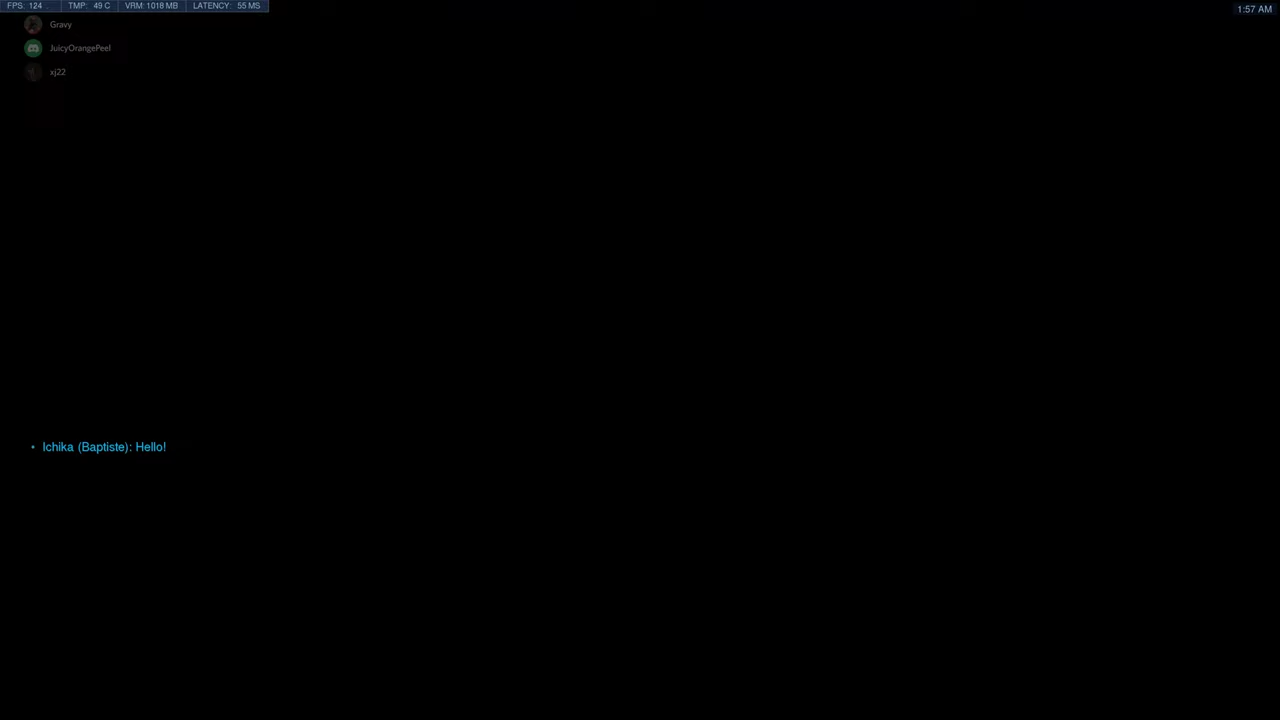 FPS: 124 TMP: 49 C VRM: 1018 MB LATENCY: 55 MS
1:57 AM
Gravy
JuicyOrangePeel
xj22
• Ichika (Baptiste): Hello!